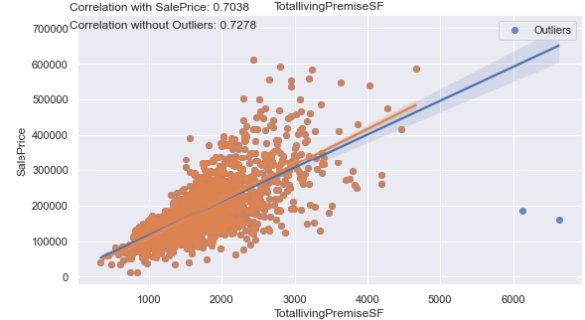 Correlation with SalePrice: 0.7038
TotallivingPremiseSF
Correlation without Outliers: 0.7278
Outliers
700000
600000
500000
400000
300000
200000
100000
0
SalePrice
1000 2000 3000 4000 5000 6000
TotallivingPremiseSF